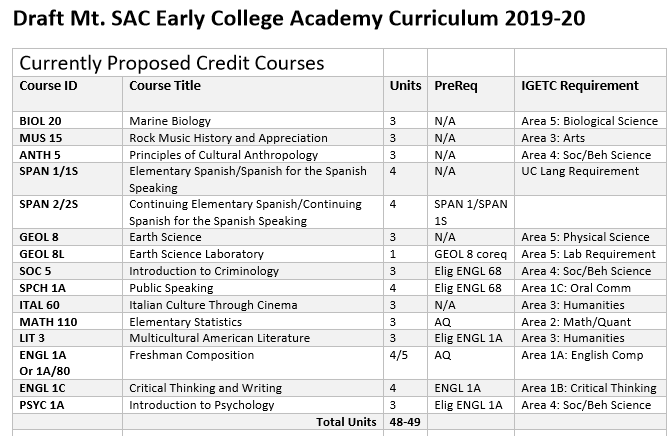 Draft Mt. SAC Early College Academy Curriculum 2019-20
Currently Proposed Credit Courses
Course ID Course Title Units PreReq IGETC Requirement
BIOL 20 Marine Biology 3 N/A Area 5: Biological Science
MUS 15 Rock Music History and Appreciation 3 N/A Area 3: Arts
ANTH 5 Principles of Cultural Anthropology 3 N/A Area 4: Soc/Beh Science
SPAN 1/1S Elementary Spanish/Spanish for the Spanish 4 N/A UC Lang Requirement
Speaking
SPAN 2/2S Continuing Elementary Spanish/Continuing 4 SPAN 1/SPAN
Spanish for the Spanish Speaking 1S
GEOL 8 Earth Science 3 N/A Area 5: Physical Science
GEOL 8L Earth Science Laboratory 1 GEOL 8 coreq Area 5: Lab Requirement
SOC 5 Introduction to Criminology 3 Elig ENGL 68 Area 4: Soc/Beh Science
SPCH 1A Public Speaking 4 Elig ENGL 68 Area 1C: Oral Comm
ITAL 60 Italian Culture Through Cinema 3 N/A Area 3: Humanities
MATH 110 Elementary Statistics 3 AQ Area 2: Math/Quant
LIT 3 Multicultural American Literature 3 Elig ENGL 1A Area 3: Humanities
ENGL 1A Freshman Composition 4/5 AQ Area 1A: English Comp
Or 1A/80
ENGL 1C Critical Thinking and Writing 4 ENGL 1A Area 1B: Critical Thinking
PSYC 1A Introduction to Psychology 3 Elig ENGL 1A Area 4: Soc/Beh Science
Total Units 48-49